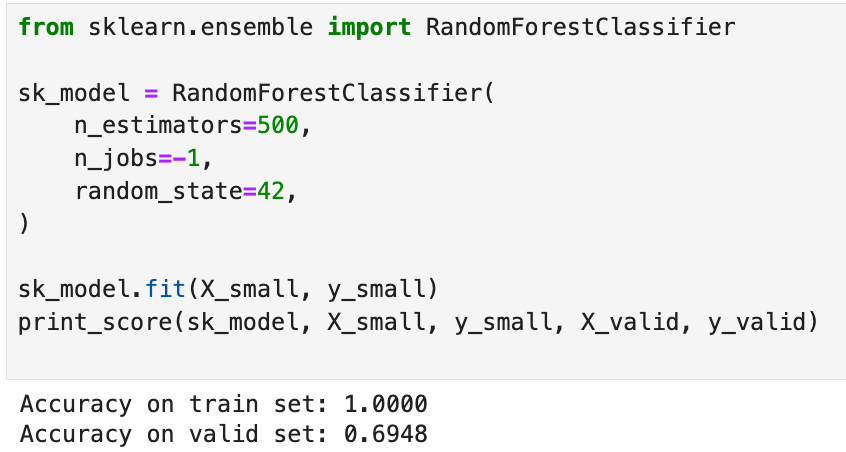 from sklearn.ensemble import RandomForestClassifier
sk_model = RandomForestClassifier(
    n_estimators=500,
    n_jobs=-1,
    random_state=42,
)
sk_model.fit(X_small, y_small)
print_score(sk_model, X_small, y_small, X_valid, y_valid)
Accuracy on train set: 1.0000
Accuracy on valid set: 0.6948